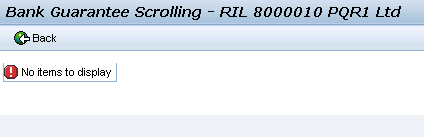 Bank Guarantee Scrolling - RIL 8000010 PQR1 Ltd
Back
No items to display